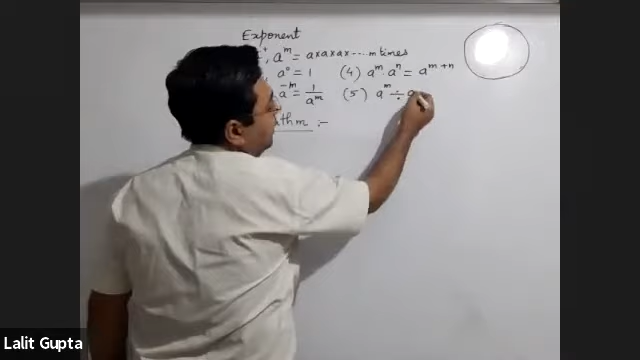 Exponent
aᵐ = a×a×a×.... m times
a° = 1 (4) aᵐ. aⁿ = aᵐ⁺ⁿ
a⁻ᵐ = 1/aᵐ (5) aᵐ ÷ a
thm :-
Lalit Gupta